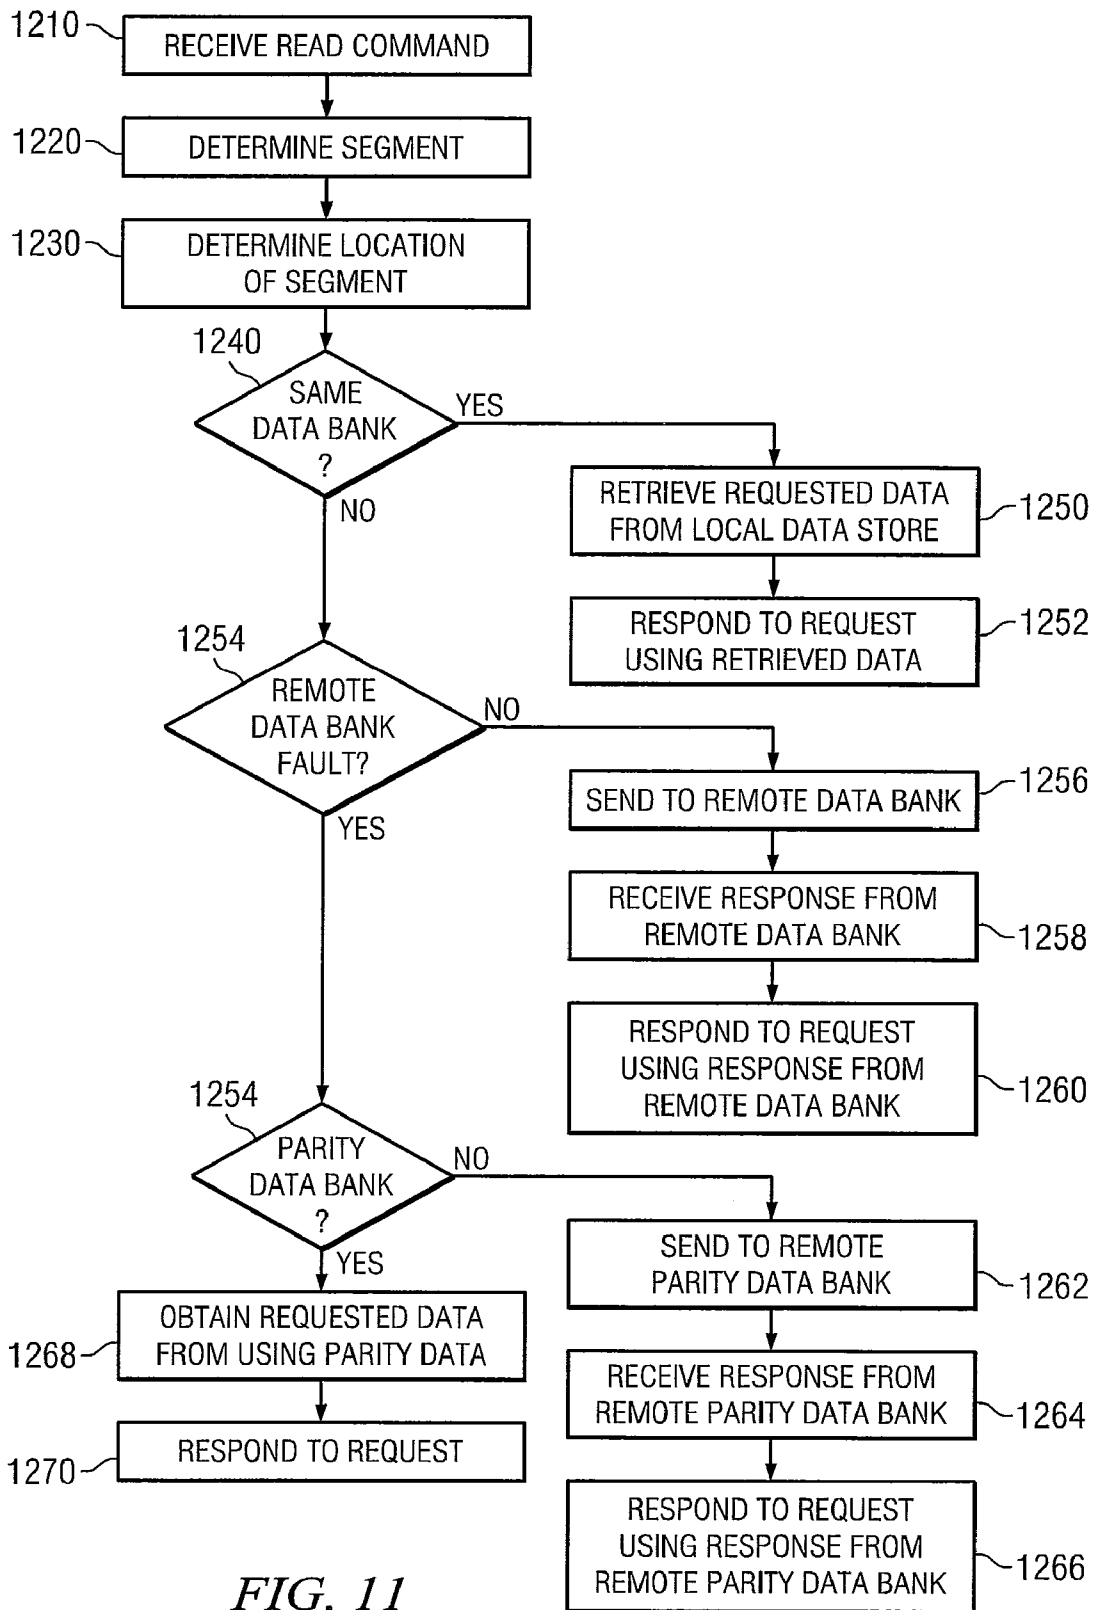 1210
RECEIVE READ COMMAND
1220
DETERMINE SEGMENT
1230
DETERMINE LOCATION
OF SEGMENT
1240
SAME
DATA BANK
?
YES
NO
RETRIEVE REQUESTED DATA
FROM LOCAL DATA STORE
1250
RESPOND TO REQUEST
USING RETRIEVED DATA
1252
1254
REMOTE
DATA BANK
FAULT?
NO
YES
SEND TO REMOTE DATA BANK
1256
RECEIVE RESPONSE FROM
REMOTE DATA BANK
1258
RESPOND TO REQUEST
USING RESPONSE FROM
REMOTE DATA BANK
1260
1254
PARITY
DATA BANK
?
NO
YES
SEND TO REMOTE
PARITY DATA BANK
1262
OBTAIN REQUESTED DATA
FROM USING PARITY DATA
1268
RECEIVE RESPONSE FROM
REMOTE PARITY DATA BANK
1264
RESPOND TO REQUEST
1270
RESPOND TO REQUEST
USING RESPONSE FROM
REMOTE PARITY DATA BANK
1266
FIG. 11